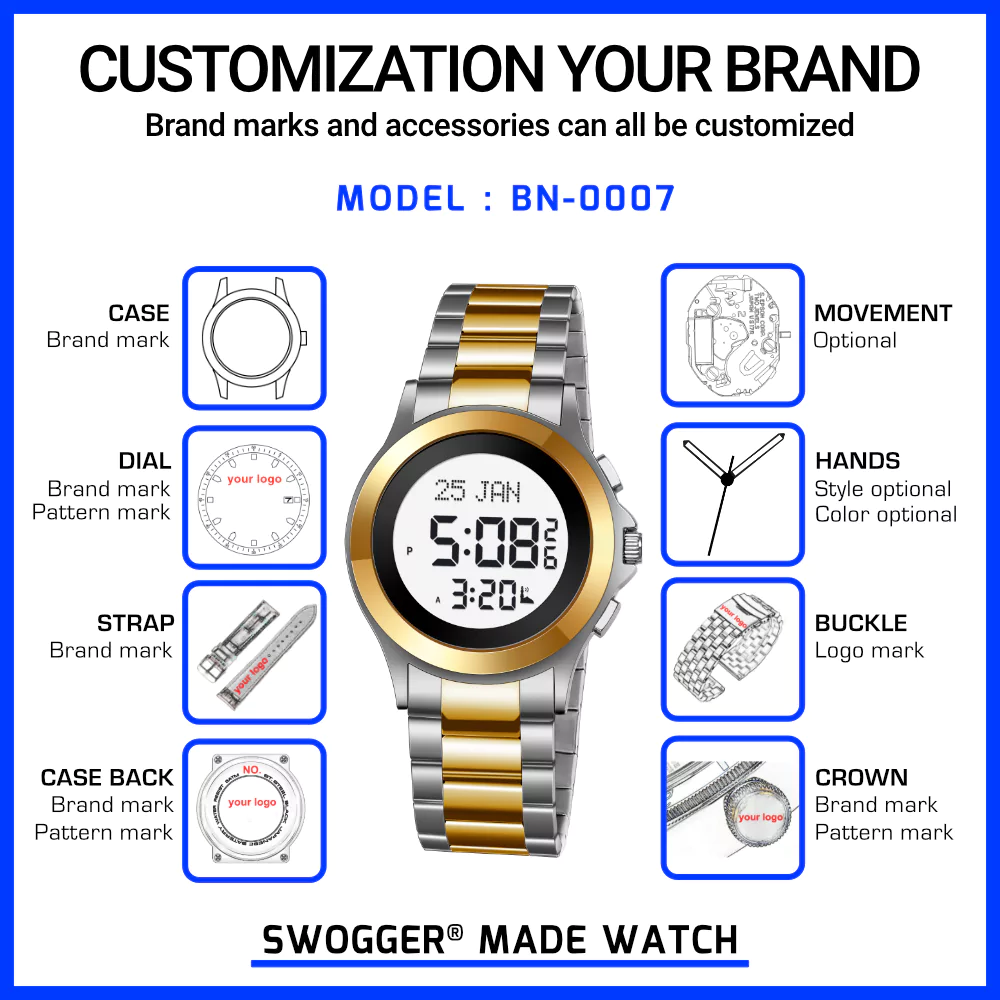 CUSTOMIZATION YOUR BRAND
Brand marks and accessories can all be customized
MODEL : BN-0007
CASE
Brand mark
DIAL
Brand mark
Pattern mark
your logo
7
STRAP
Brand mark
your logo
CASE BACK
Brand mark
Pattern mark
NO.
your logo
25 JAN
P 5:08 26
A 3:20
MOVEMENT
Optional
HANDS
Style optional
Color optional
BUCKLE
Logo mark
your logo
CROWN
Brand mark
Pattern mark
your logo
SWOGGER® MADE WATCH